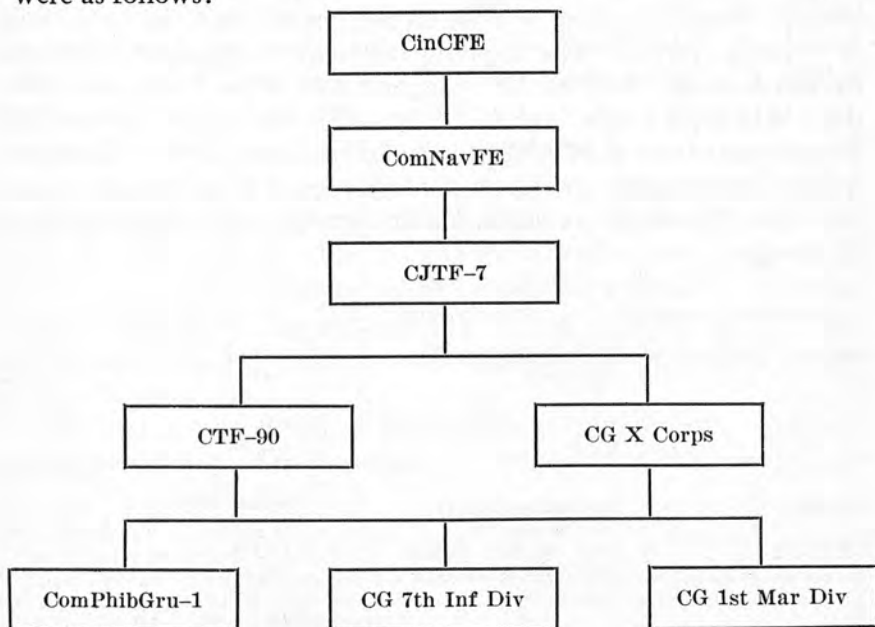 were as follows:
CinCFE
ComNavFE
CJTF–7
CTF–90
CG X Corps
ComPhibGru–1
CG 7th Inf Div
CG 1st Mar Div